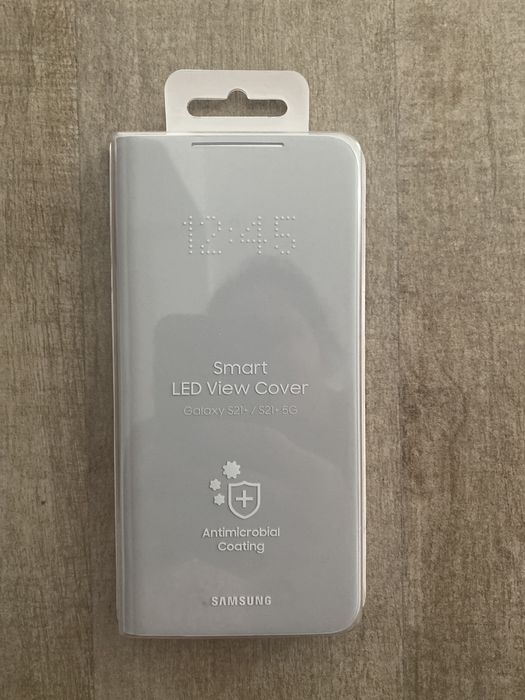 12:45
Smart
LED View Cover
Galaxy S21+ / S21+ 5G
Antimicrobial
Coating
SAMSUNG